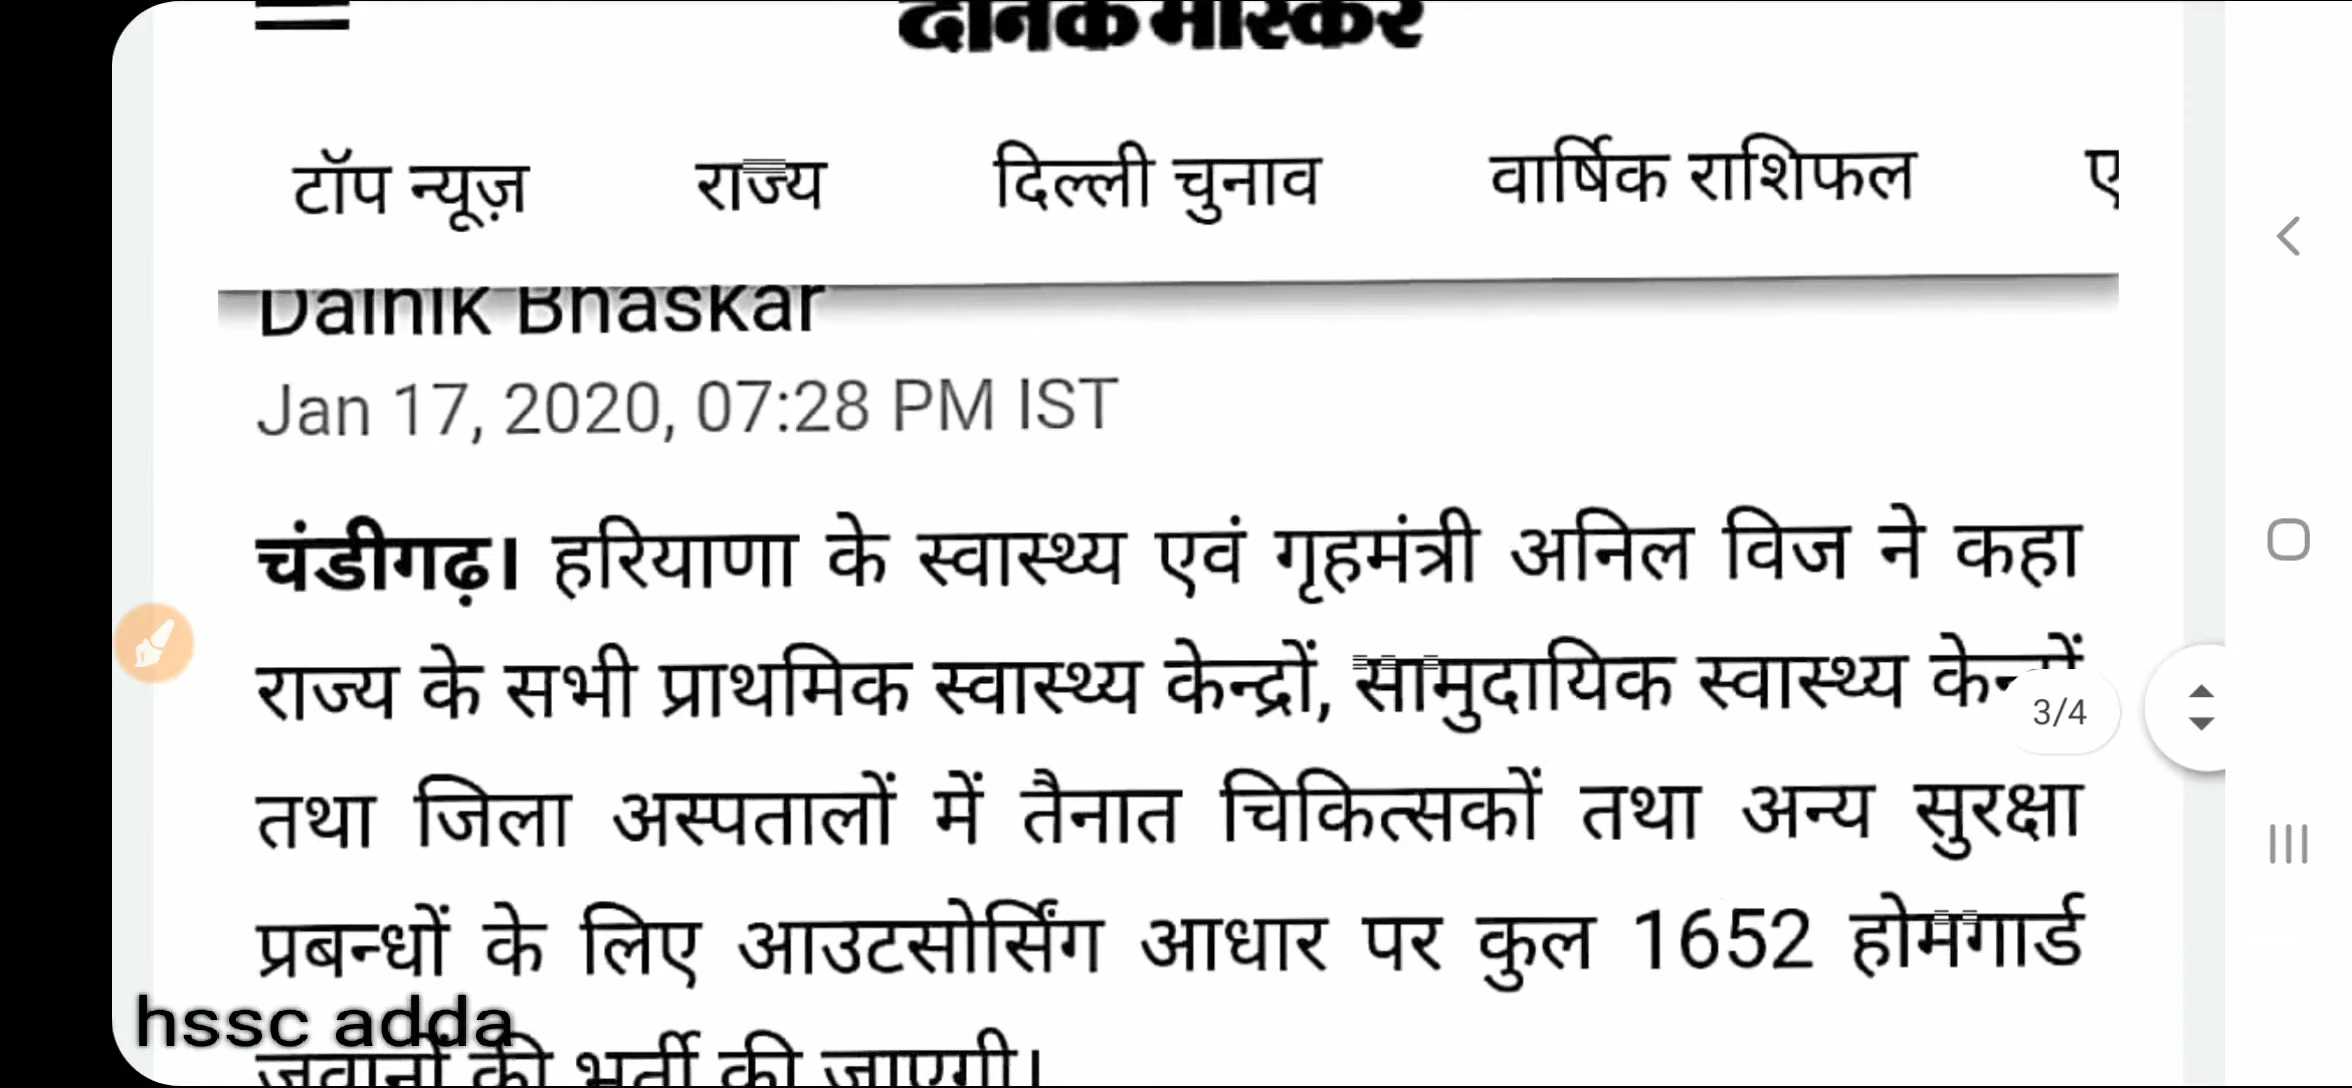 दैनिक भास्कर
टॉप न्यूज़ राज्य दिल्ली चुनाव वार्षिक राशिफल ए
Dainik Bhaskar
Jan 17, 2020, 07:28 PM IST
चंडीगढ़। हरियाणा के स्वास्थ्य एवं गृहमंत्री अनिल विज ने कहा
राज्य के सभी प्राथमिक स्वास्थ्य केन्द्रों, सामुदायिक स्वास्थ्य केन्द्रों
3/4
तथा जिला अस्पतालों में तैनात चिकित्सकों तथा अन्य सुरक्षा
प्रबन्धों के लिए आउटसोर्सिंग आधार पर कुल 1652 होमगार्ड
hssc adda
जवानों की भर्ती की जाएगी।